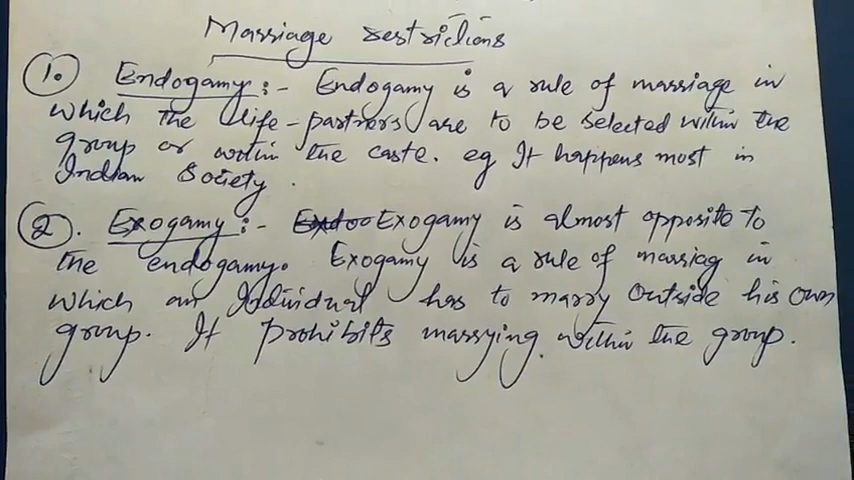 Marriage restrictions
1. Endogamy :- Endogamy is a rule of marriage in
which the life-partners are to be selected within the
group or within the caste. eg It happens most in
Indian Society.
2. Exogamy :- Exogamy is almost opposite to
the endogamy. Exogamy is a rule of marriag in
which an Individual has to marry outside his own
group. It prohibits marrying within the group.